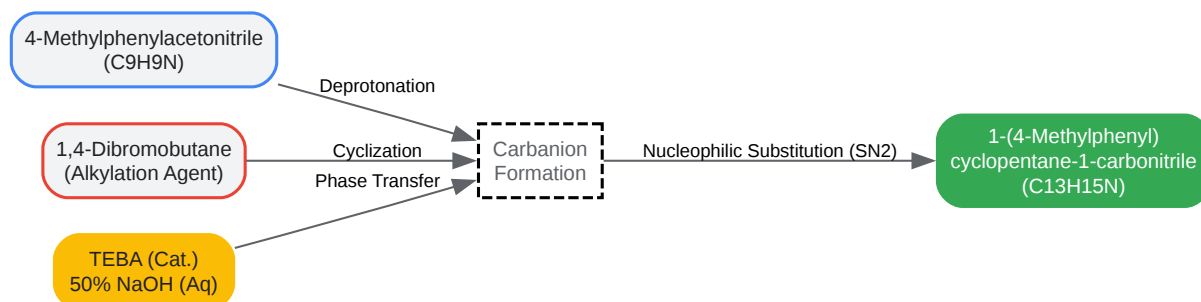 4-Methylphenylacetonitrile
(C9H9N)
Deprotonation
1,4-Dibromobutane
(Alkylation Agent)
Cyclization
Phase Transfer
TEBA (Cat.)
50% NaOH (Aq)
Carbanion
Formation
Nucleophilic Substitution (SN2)
1-(4-Methylphenyl)
cyclopentane-1-carbonitrile
(C13H15N)